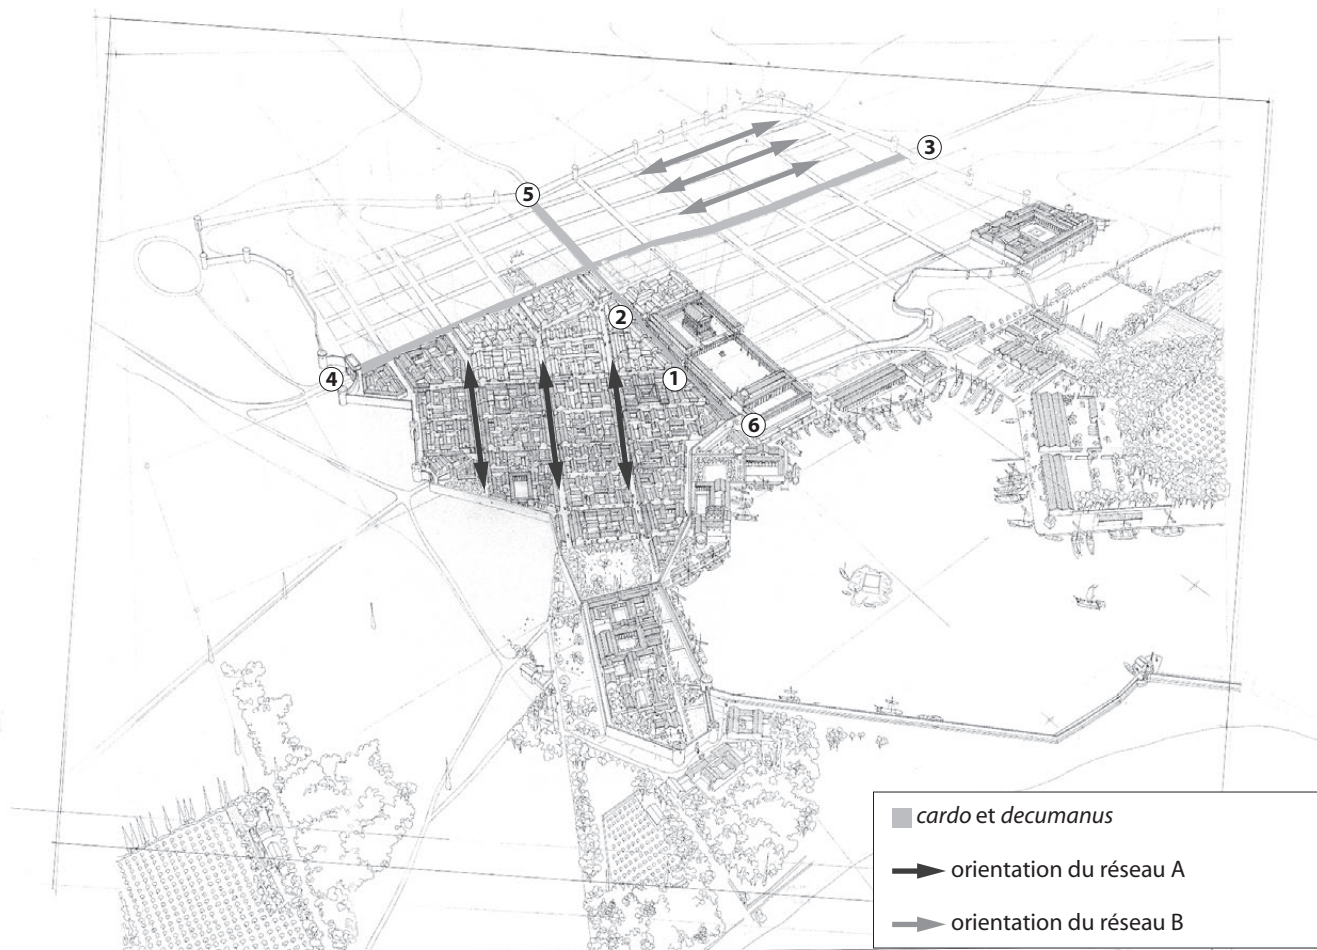 3
5
2
4
1
6
cardo et decumanus
orientation du réseau A
orientation du réseau B